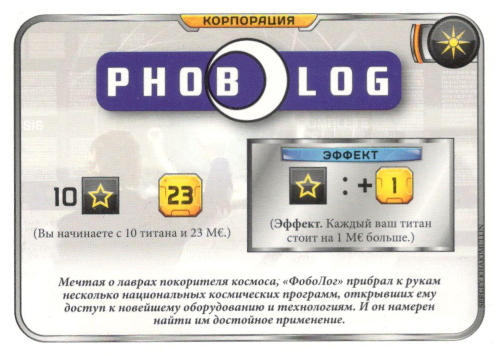 КОРПОРАЦИЯ
PHOBOLOG
ЭФФЕКТ
10 23
: + 1
(Вы начинаете с 10 титана и 23 М€.)
(Эффект. Каждый ваш титан
стоит на 1 М€ больше.)
Мечтая о лаврах покорителя космоса, «ФобоЛог» прибрал к рукам
несколько национальных космических программ, открывших ему
доступ к новейшему оборудованию и технологиям. И он намерен
найти им достойное применение.